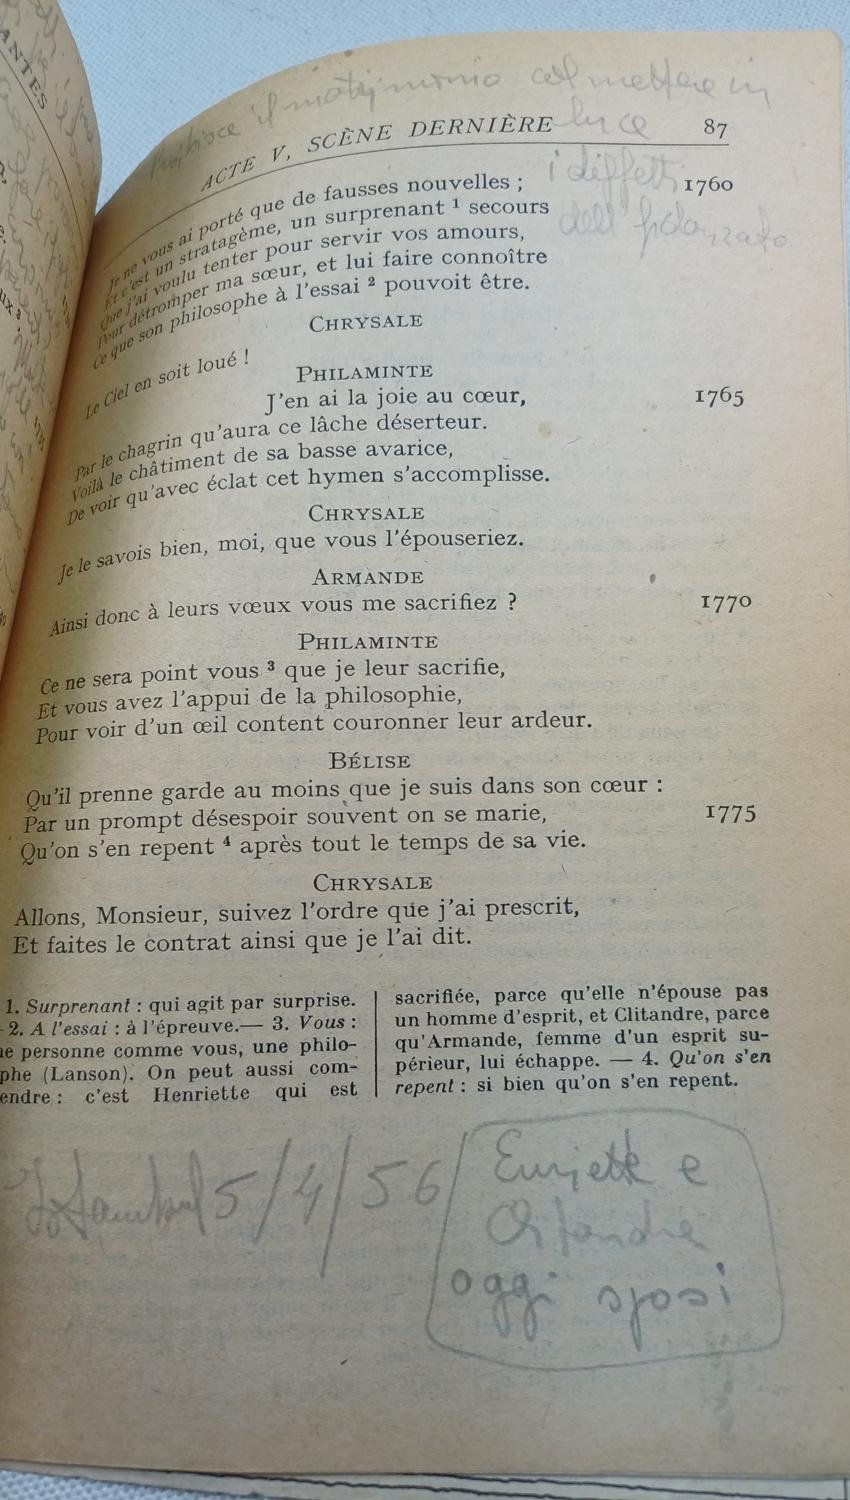 il matrimonio col mettere in
luce
i diffetti
dell' fidanzato
ACTE V, SCÈNE DERNIÈRE 87
Je ne vous ai porté que de fausses nouvelles ; 1760
Et c'est un stratagème, un surprenant ¹ secours
Que j'ai voulu tenter pour servir vos amours,
Pour détromper ma sœur, et lui faire connoître
Ce que son philosophe à l'essai ² pouvoit être.
CHRYSALE
Le Ciel en soit loué !
PHILAMINTE
J'en ai la joie au cœur, 1765
Par le chagrin qu'aura ce lâche déserteur.
Voilà le châtiment de sa basse avarice,
De voir qu'avec éclat cet hymen s'accomplisse.
CHRYSALE
Je le savois bien, moi, que vous l'épouseriez.
ARMANDE
Ainsi donc à leurs vœux vous me sacrifiez ? 1770
PHILAMINTE
Ce ne sera point vous ³ que je leur sacrifie,
Et vous avez l'appui de la philosophie,
Pour voir d'un œil content couronner leur ardeur.
BÉLISE
Qu'il prenne garde au moins que je suis dans son cœur :
Par un prompt désespoir souvent on se marie, 1775
Qu'on s'en repent ⁴ après tout le temps de sa vie.
CHRYSALE
Allons, Monsieur, suivez l'ordre que j'ai prescrit,
Et faites le contrat ainsi que je l'ai dit.
1. Surprenant : qui agit par surprise.
- 2. A l'essai : à l'épreuve.— 3. Vous :
e personne comme vous, une philo-
phe (Lanson). On peut aussi com-
endre : c'est Henriette qui est
sacrifiée, parce qu'elle n'épouse pas
un homme d'esprit, et Clitandre, parce
qu'Armande, femme d'un esprit su-
périeur, lui échappe. — 4. Qu'on s'en
repent : si bien qu'on s'en repent.
5/4/56
e
oggi sposi